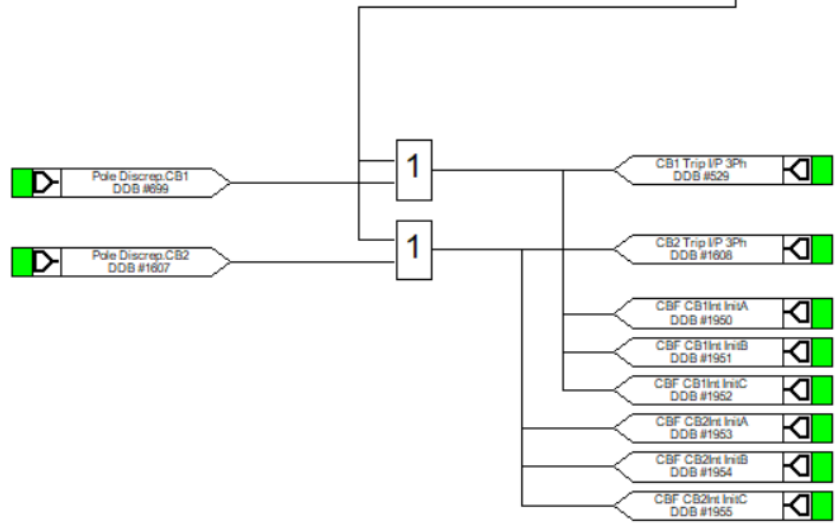 Pole Discrep.CB1
DDB #699
1
CB1 Trip I/P 3Ph
DDB #529
Pole Discrep.CB2
DDB #1607
1
CB2 Trip I/P 3Ph
DDB #1608
CBF CB1Int InitA
DDB #1950
CBF CB1Int InitB
DDB #1951
CBF CB1Int InitC
DDB #1952
CBF CB2Int InitA
DDB #1953
CBF CB2Int InitB
DDB #1954
CBF CB2Int InitC
DDB #1955